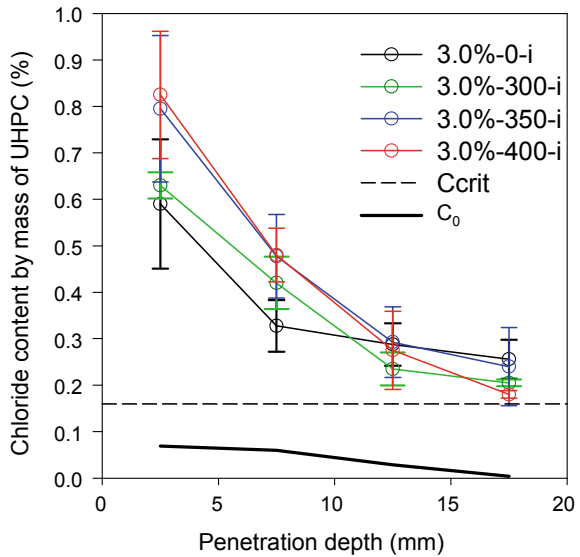 Chloride content by mass of UHPC (%)
1.0
0.9
0.8
0.7
0.6
0.5
0.4
0.3
0.2
0.1
0.0
3.0%-0-i
3.0%-300-i
3.0%-350-i
3.0%-400-i
Ccrit
C₀
0 5 10 15 20
Penetration depth (mm)